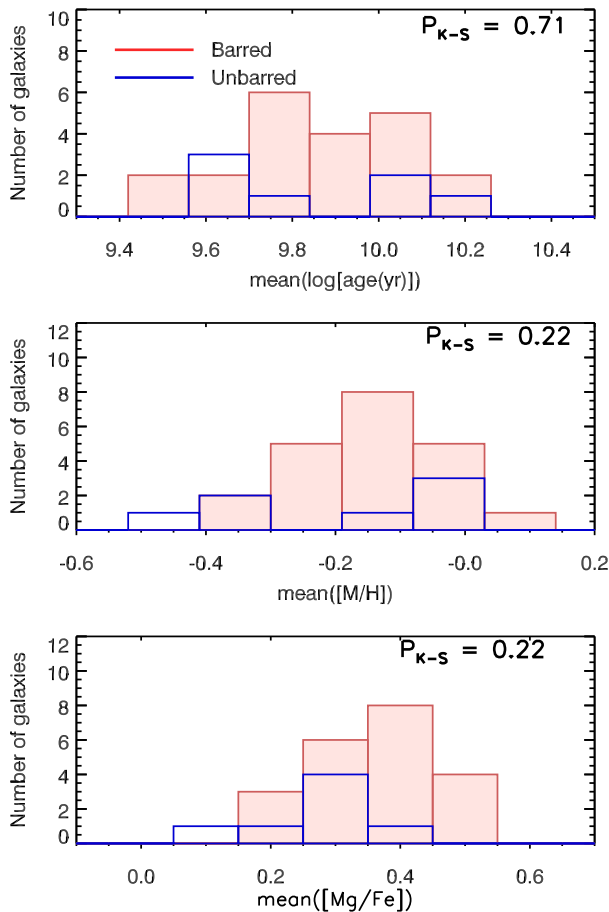 P_K-S = 0.71
Barred
Unbarred
Number of galaxies
10
8
6
4
2
0
9.4 9.6 9.8 10.0 10.2 10.4
mean(log[age(yr)])
P_K-S = 0.22
Number of galaxies
12
10
8
6
4
2
0
-0.6 -0.4 -0.2 -0.0 0.2
mean([M/H])
P_K-S = 0.22
Number of galaxies
12
10
8
6
4
2
0
0.0 0.2 0.4 0.6
mean([Mg/Fe])